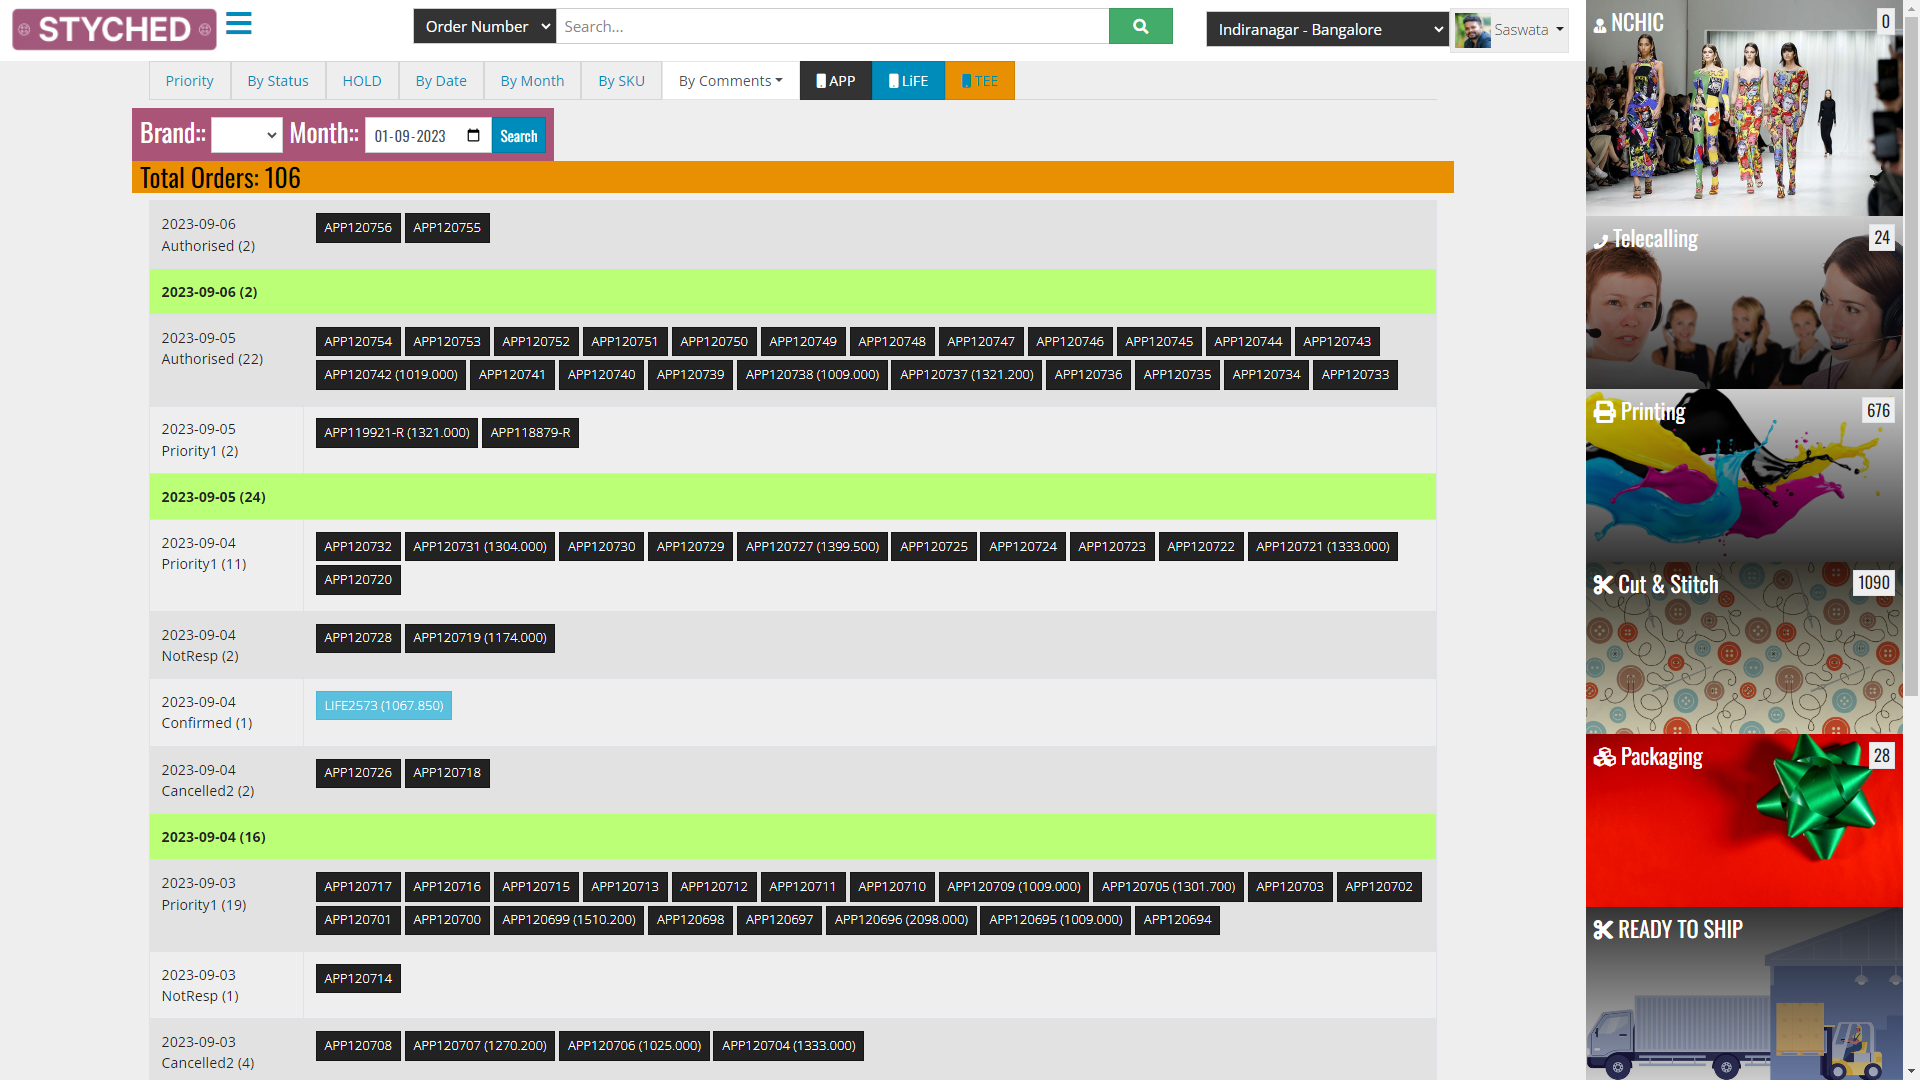 STYCHED
Order Number Search... Indiranagar - Bangalore Saswata
Priority By Status HOLD By Date By Month By SKU By Comments APP LiFE TEE
Brand:: Month:: 01-09-2023 Search
Total Orders: 106
2023-09-06
Authorised (2)
APP120756 APP120755
2023-09-06 (2)
2023-09-05
Authorised (22)
APP120754 APP120753 APP120752 APP120751 APP120750 APP120749 APP120748 APP120747 APP120746 APP120745 APP120744 APP120743
APP120742 (1019.000) APP120741 APP120740 APP120739 APP120738 (1009.000) APP120737 (1321.200) APP120736 APP120735 APP120734 APP120733
2023-09-05
Priority1 (2)
APP119921-R (1321.000) APP118879-R
2023-09-05 (24)
2023-09-04
Priority1 (11)
APP120732 APP120731 (1304.000) APP120730 APP120729 APP120727 (1399.500) APP120725 APP120724 APP120723 APP120722 APP120721 (1333.000)
APP120720
2023-09-04
NotResp (2)
APP120728 APP120719 (1174.000)
2023-09-04
Confirmed (1)
LIFE2573 (1067.850)
2023-09-04
Cancelled2 (2)
APP120726 APP120718
2023-09-04 (16)
2023-09-03
Priority1 (19)
APP120717 APP120716 APP120715 APP120713 APP120712 APP120711 APP120710 APP120709 (1009.000) APP120705 (1301.700) APP120703 APP120702
APP120701 APP120700 APP120699 (1510.200) APP120698 APP120697 APP120696 (2098.000) APP120695 (1009.000) APP120694
2023-09-03
NotResp (1)
APP120714
2023-09-03
Cancelled2 (4)
APP120708 APP120707 (1270.200) APP120706 (1025.000) APP120704 (1333.000)
NCHIC 0
Telecalling 24
Printing 676
Cut & Stitch 1090
Packaging 28
READY TO SHIP